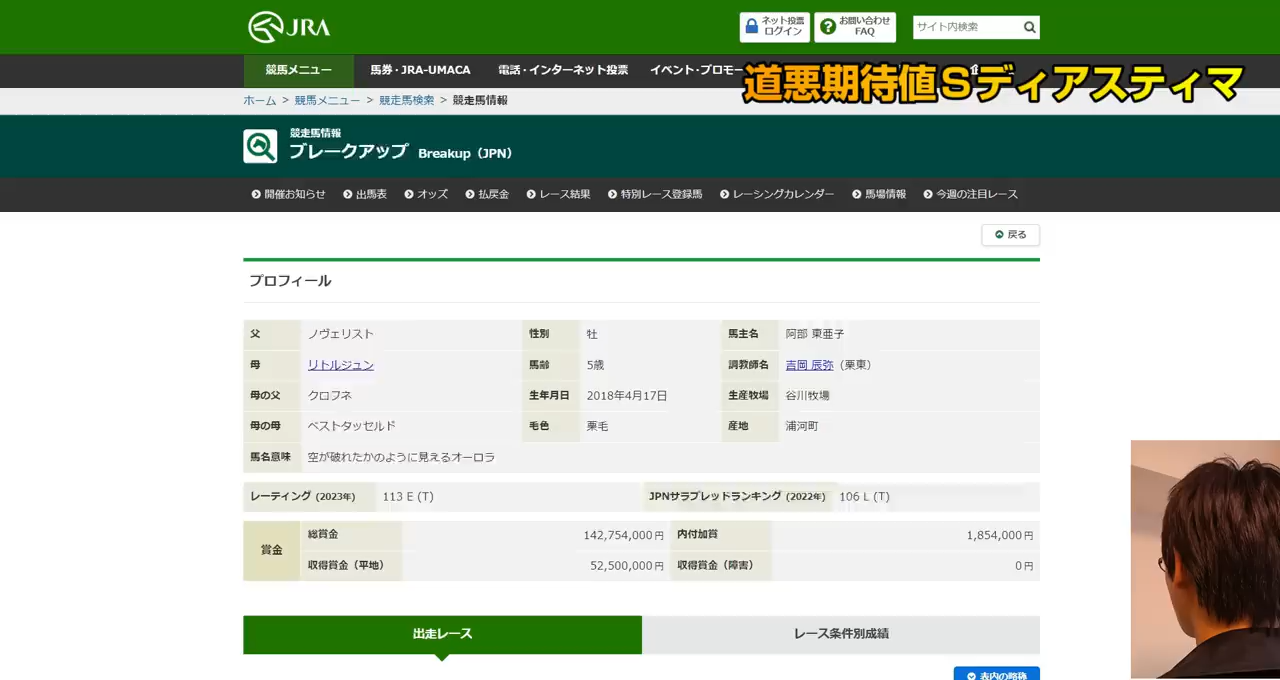 JRA
ネット投票
ログイン
お問い合わせ
FAQ
サイト内検索
競馬メニュー
馬券・JRA-UMACA
電話・インターネット投票
イベント・プロモー
道悪期待値Sディアスティマ
ホーム > 競馬メニュー > 競走馬検索 > 競走馬情報
競走馬情報
ブレークアップ Breakup（JPN）
開催お知らせ
出馬表
オッズ
払戻金
レース結果
特別レース登録馬
レーシングカレンダー
馬場情報
今週の注目レース
戻る
プロフィール
父 ノヴェリスト 性別 牡 馬主名 阿部 東亜子
母 リトルジュン 馬齢 5歳 調教師名 吉岡 辰弥（栗東）
母の父 クロフネ 生年月日 2018年4月17日 生産牧場 谷川牧場
母の母 ベストタッセルド 毛色 栗毛 産地 浦河町
馬名意味 空が破れたかのように見えるオーロラ
レーティング (2023年) 113 E (T) JPNサラブレッドランキング (2022年) 106 L (T)
賞金
総賞金 142,754,000円 内付加賞 1,854,000円
収得賞金（平地） 52,500,000円 収得賞金（障害） 0円
出走レース
レース条件別成績
表内の略称